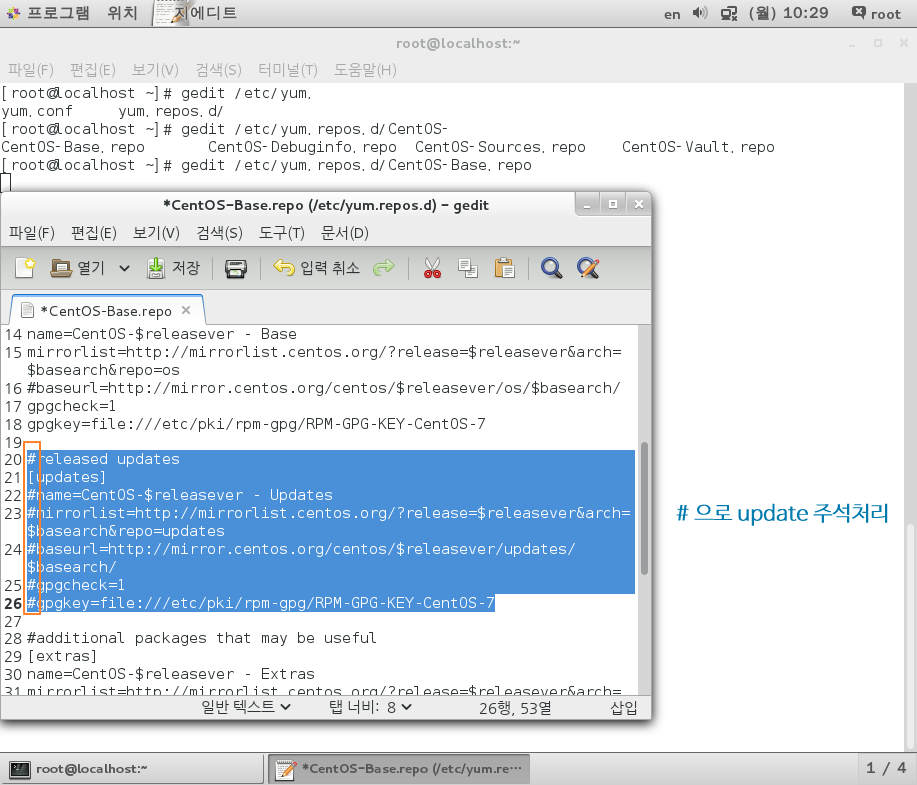 프로그램 위치 지에디트 en (월) 10:29 root
root@localhost:~
파일(F) 편집(E) 보기(V) 검색(S) 터미널(T) 도움말(H)
[root@localhost ~]# gedit /etc/yum.
yum.conf yum.repos.d/
[root@localhost ~]# gedit /etc/yum.repos.d/CentOS-
CentOS-Base.repo CentOS-Debuginfo.repo CentOS-Sources.repo CentOS-Vault.repo
[root@localhost ~]# gedit /etc/yum.repos.d/CentOS-Base.repo
*CentOS-Base.repo (/etc/yum.repos.d) - gedit
파일(F) 편집(E) 보기(V) 검색(S) 도구(T) 문서(D)
열기 저장 입력 취소
*CentOS-Base.repo
14 name=CentOS-$releasever - Base
15 mirrorlist=http://mirrorlist.centos.org/?release=$releasever&arch=
$basearch&repo=os
16 #baseurl=http://mirror.centos.org/centos/$releasever/os/$basearch/
17 gpgcheck=1
18 gpgkey=file:///etc/pki/rpm-gpg/RPM-GPG-KEY-CentOS-7
19
20 #released updates
21 [updates]
22 #name=CentOS-$releasever - Updates
23 #mirrorlist=http://mirrorlist.centos.org/?release=$releasever&arch=
$basearch&repo=updates
24 #baseurl=http://mirror.centos.org/centos/$releasever/updates/
$basearch/
25 #gpgcheck=1
26 #gpgkey=file:///etc/pki/rpm-gpg/RPM-GPG-KEY-CentOS-7
27
28 #additional packages that may be useful
29 [extras]
30 name=CentOS-$releasever - Extras
31 mirrorlist=http://mirrorlist.centos.org/?release=$releasever&arch=
일반 텍스트 탭 너비: 8 26행, 53열 삽입
# 으로 update 주석처리
root@localhost:~ *CentOS-Base.repo (/etc/yum.re⋯ 1 / 4